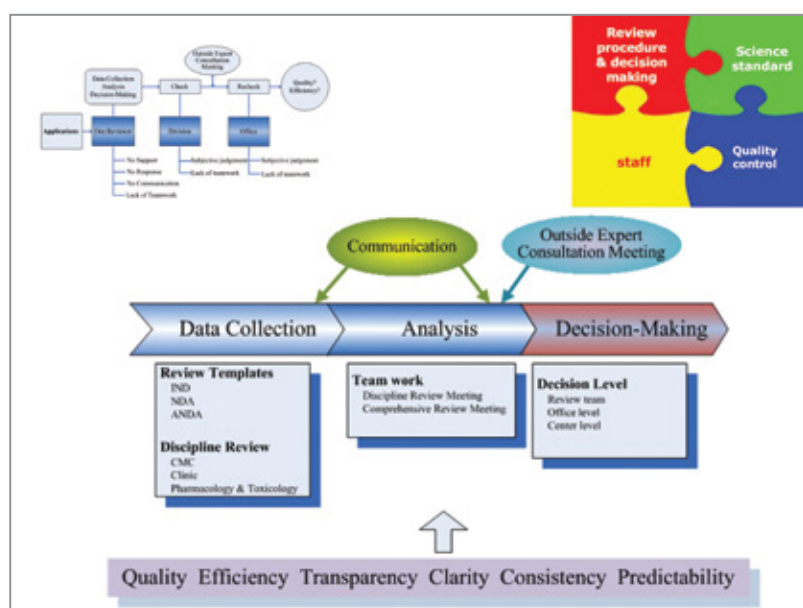 Outside Expert
Consultation
Meeting
Data Collection
Analysis
Decision-Making
Check
Recheck
Quality?
Efficiency?
Applications
One Reviewer
Division
Office
No Support
No Response
No Communication
Lack of Teamwork
Subjective judgement
Lack of teamwork
Subjective judgement
Lack of teamwork
Review
procedure
& decision
making
Science
standard
staff
Quality
control
Communication
Outside Expert
Consultation Meeting
Data Collection
Analysis
Decision-Making
Review Templates
IND
NDA
ANDA
Discipline Review
CMC
Clinic
Pharmacology & Toxicology
Team work
Discipline Review Meeting
Comprehensive Review Meeting
Decision Level
Review team
Office level
Center level
Quality Efficiency Transparency Clarity Consistency Predictability